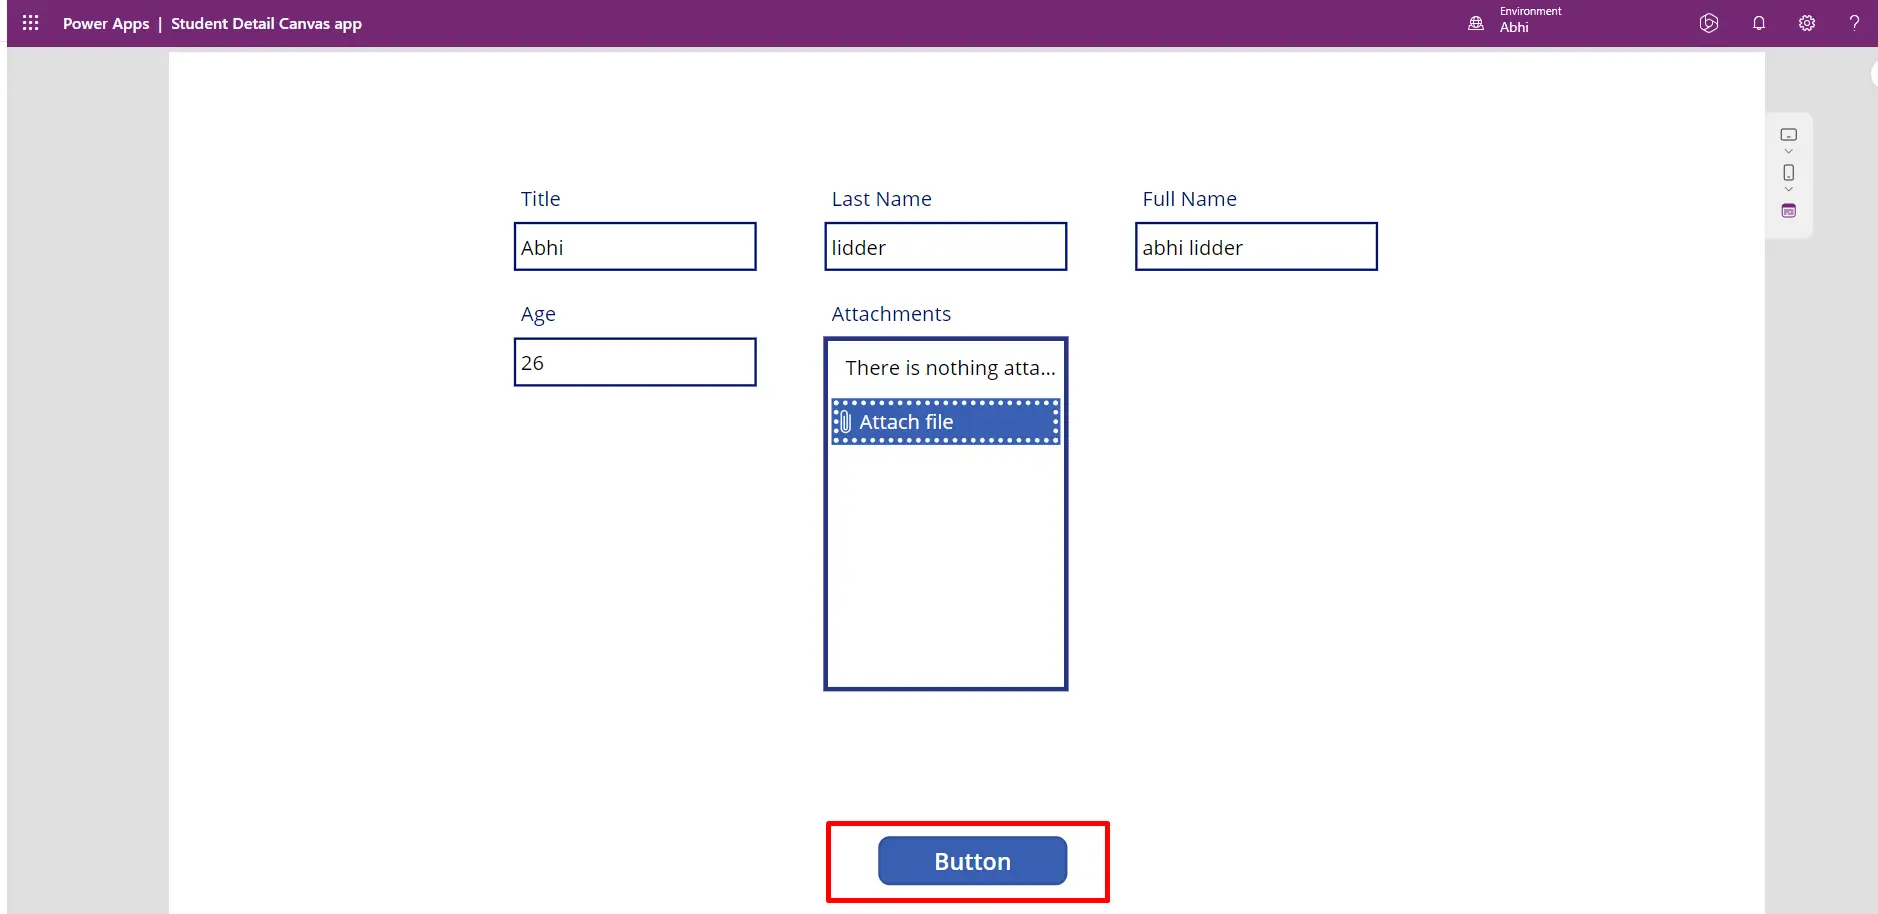 Power Apps | Student Detail Canvas app
Environment
Abhi
Title
Last Name
Full Name
Abhi
lidder
abhi lidder
Age
Attachments
26
There is nothing atta...
Attach file
Button